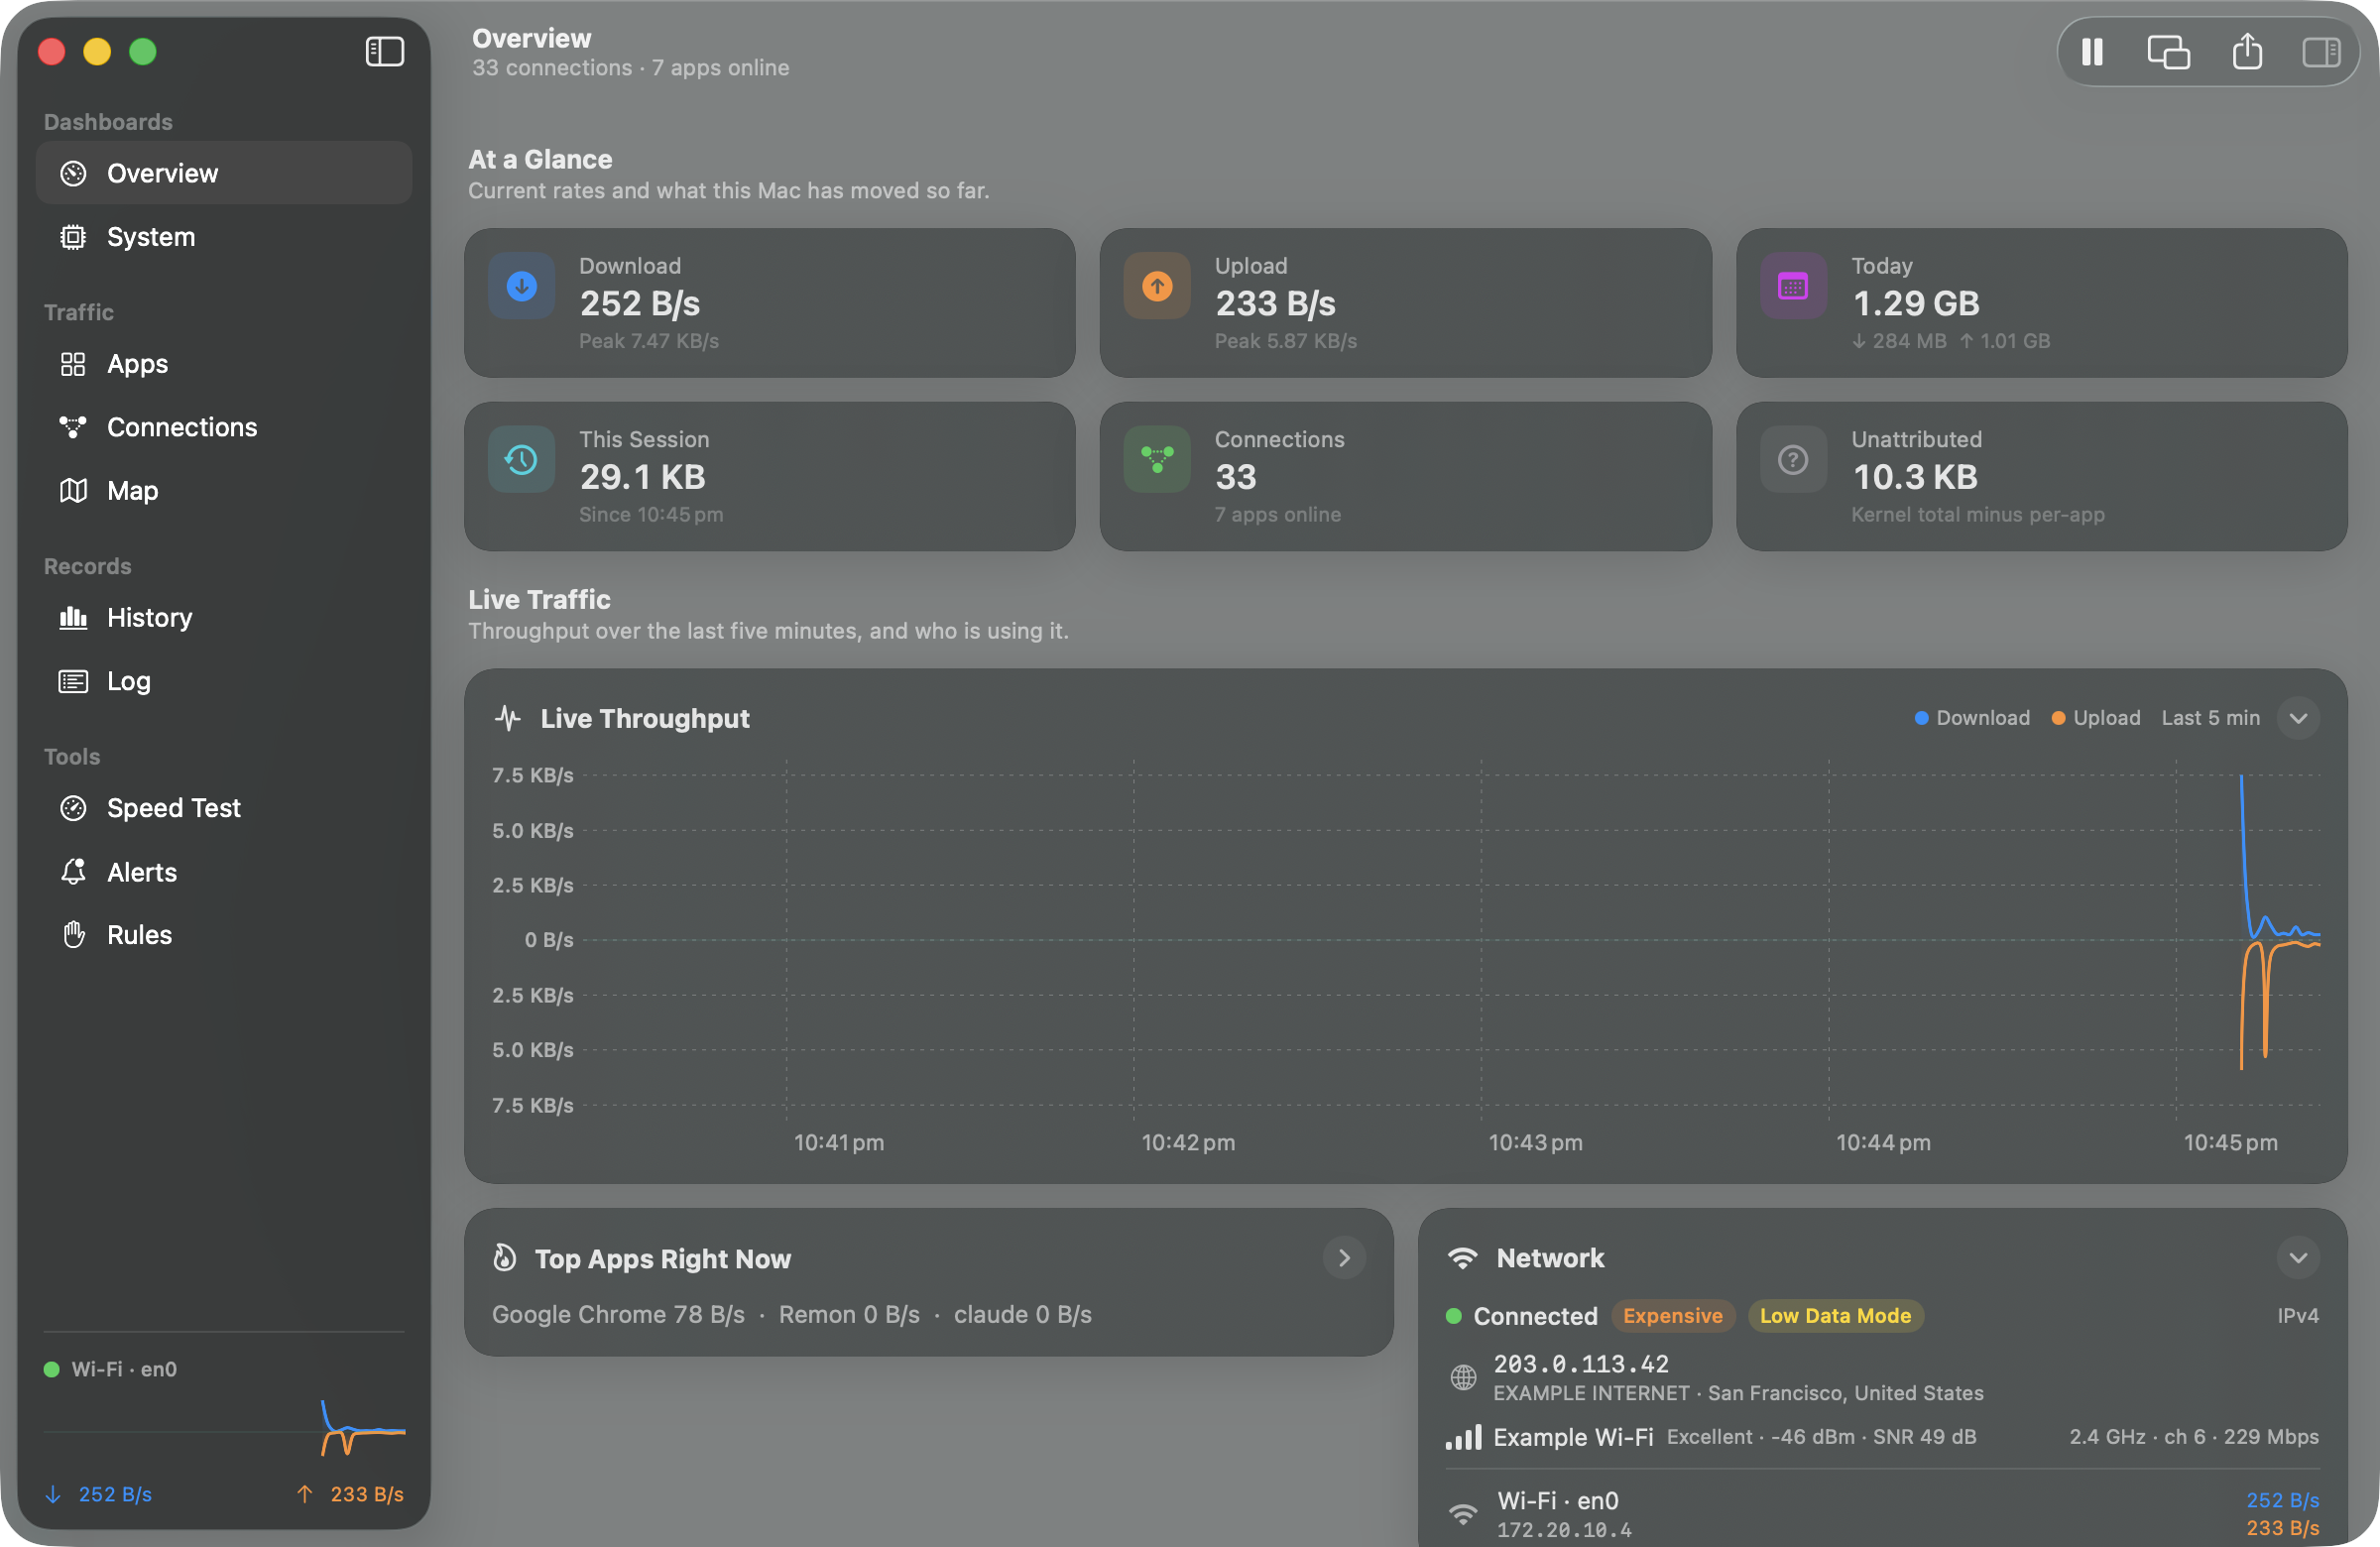 Dashboards
Overview
System
Traffic
Apps
Connections
Map
Records
History
Log
Tools
Speed Test
Alerts
Rules
Wi-Fi · en0
↓ 252 B/s ↑ 233 B/s
Overview
33 connections · 7 apps online
At a Glance
Current rates and what this Mac has moved so far.
Download
252 B/s
Peak 7.47 KB/s
Upload
233 B/s
Peak 5.87 KB/s
Today
1.29 GB
↓ 284 MB ↑ 1.01 GB
This Session
29.1 KB
Since 10:45 pm
Connections
33
7 apps online
Unattributed
10.3 KB
Kernel total minus per-app
Live Traffic
Throughput over the last five minutes, and who is using it.
Live Throughput
Download Upload Last 5 min
7.5 KB/s
5.0 KB/s
2.5 KB/s
0 B/s
2.5 KB/s
5.0 KB/s
7.5 KB/s
10:41 pm 10:42 pm 10:43 pm 10:44 pm 10:45 pm
Top Apps Right Now
Google Chrome 78 B/s · Remon 0 B/s · claude 0 B/s
Network
Connected Expensive Low Data Mode IPv4
203.0.113.42
EXAMPLE INTERNET · San Francisco, United States
Example Wi-Fi Excellent · -46 dBm · SNR 49 dB 2.4 GHz · ch 6 · 229 Mbps
Wi-Fi · en0 252 B/s
172.20.10.4 233 B/s